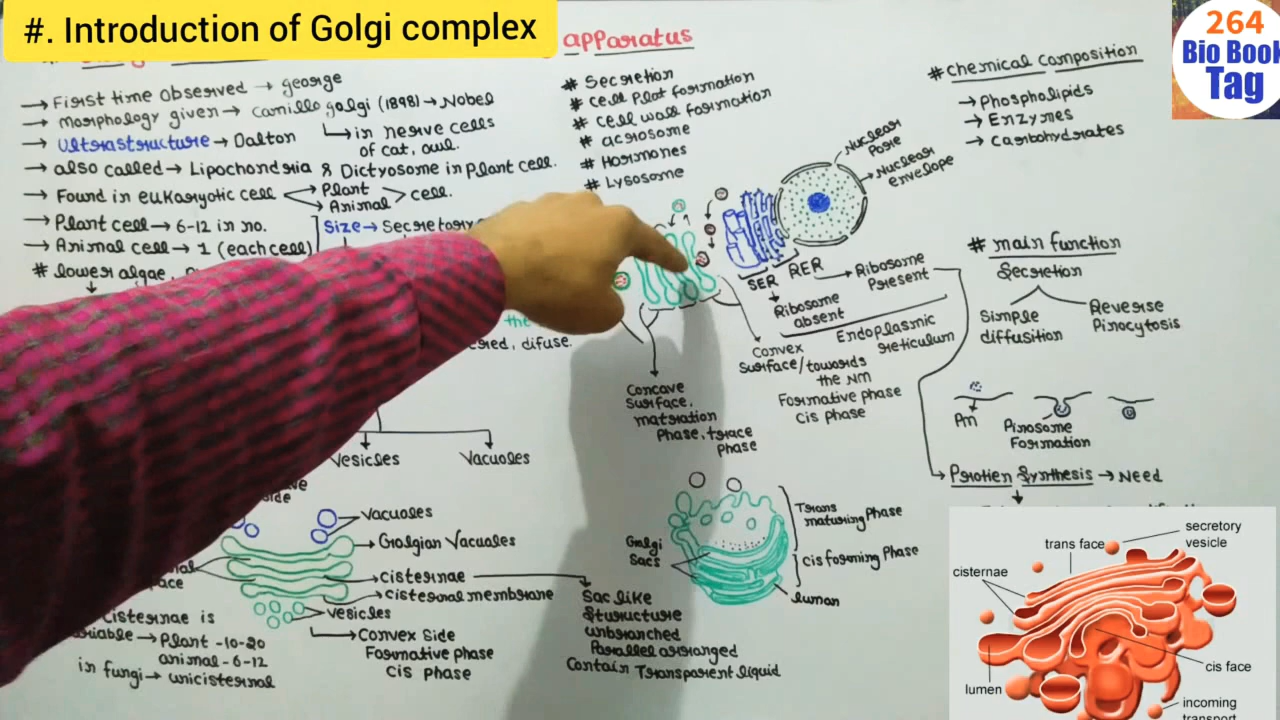 #. Introduction of Golgi complex
apparatus
264
Bio Book
Tag
→ First time observed → george
→ morphology given → camillo golgi (1898) → Nobel
in nerve cells
of cat, owl.
→ Ultrastructure → Dalton
→ also called → Lipochondria & Dictyosome in Plant cell.
→ Found in euKaryotic cell
Plant
Animal
cell.
→ Plant cell → 6-12 in no.
→ Animal cell → 1 (each cell)
Size → Secretory
# lower algae,
the
difuse.
# Secretion
# cell Plat formation
# cell wall formation
# acrosome
# Hormones
# Lysosome
Nuclear
Pore
Nuclear
envelope
SER
RER → Ribosome
Present
Ribosome
absent
Endoplasmic
reticulum
Convex
Surface/towards
the NM
Formative phase
Cis phase
Concave
Surface,
matration
Phase, trace
Phase
# chemical composition
→ Phospholipids
→ Enzymes
→ Carbohydrates
# main function
Secretion
Simple
diffusition
Reverse
Pinocytosis
Pm
Pinosome
Formation
Protien Synthesis → Need
Vesicles
Vacuoles
Side
vacuoles
Golgian Vacuoles
cisternae
cisternal membrane
vesicles
Convex Side
Formative phase
Cis phase
cisternae is
Plant - 10-20
animal - 6-12
in fungi → unicisternal
Sac like
Structure
unbranched
Parallel arranged
Contain Transparent liquid
Golgi
Sacs
Trans
maturing Phase
cis forming Phase
luman
secretory
vesicle
trans face
cisternae
cis face
lumen
incoming
transport